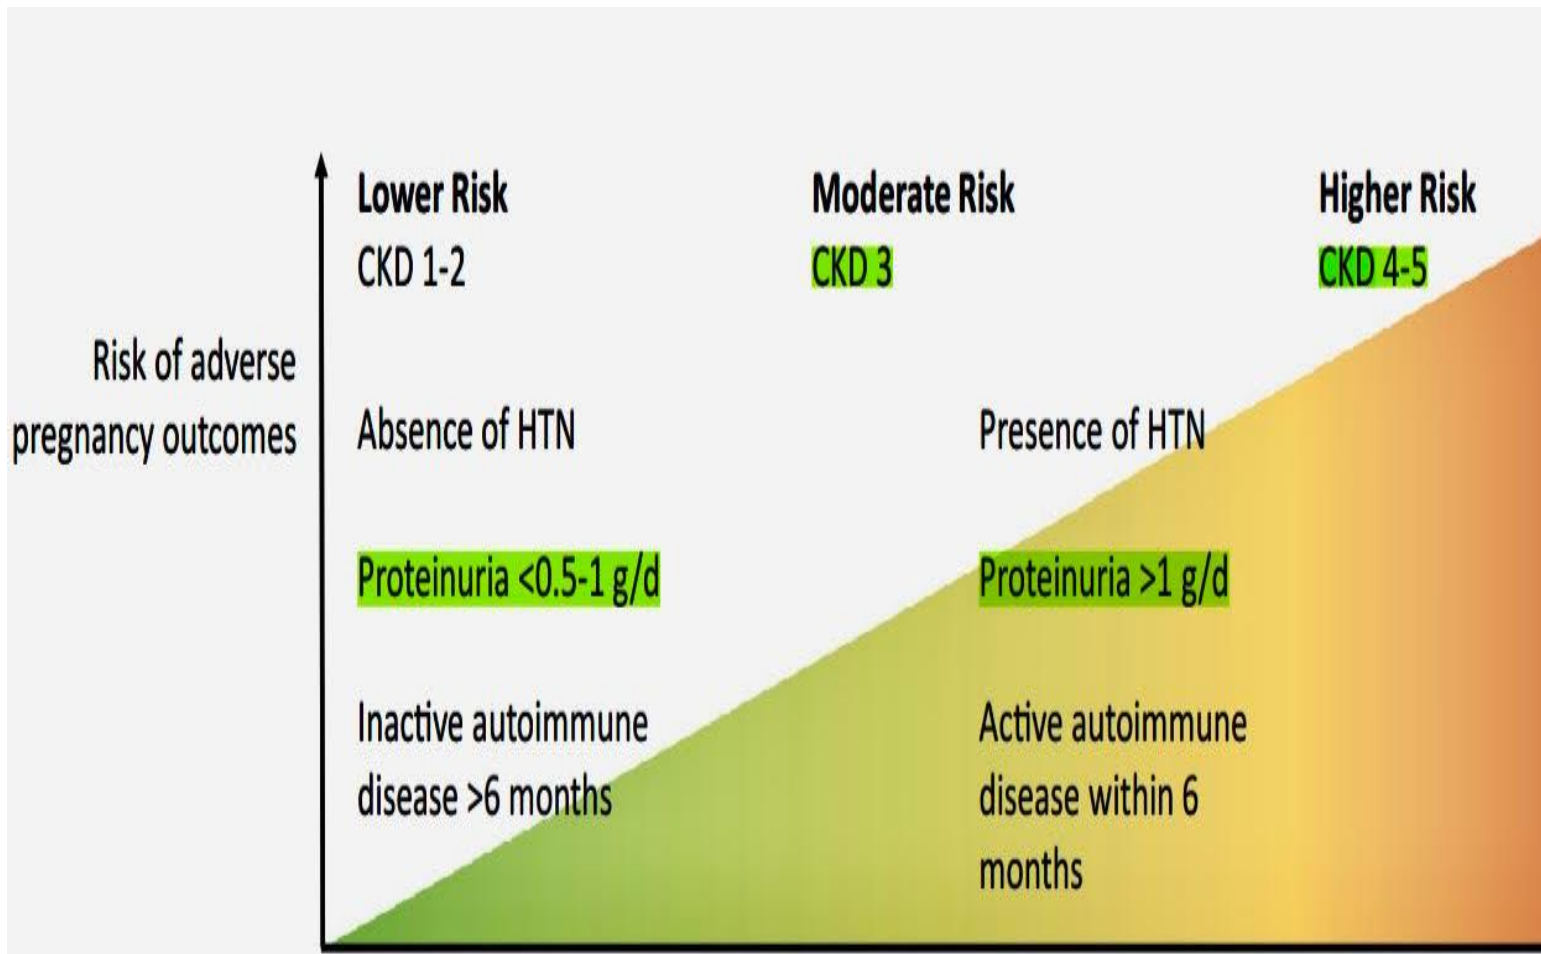 Lower Risk
Moderate Risk
Higher Risk
CKD 1-2
CKD 3
CKD 4-5
Risk of adverse
pregnancy outcomes
Absence of HTN
Presence of HTN
Proteinuria <0.5-1 g/d
Proteinuria >1 g/d
Inactive autoimmune
disease >6 months
Active autoimmune
disease within 6
months